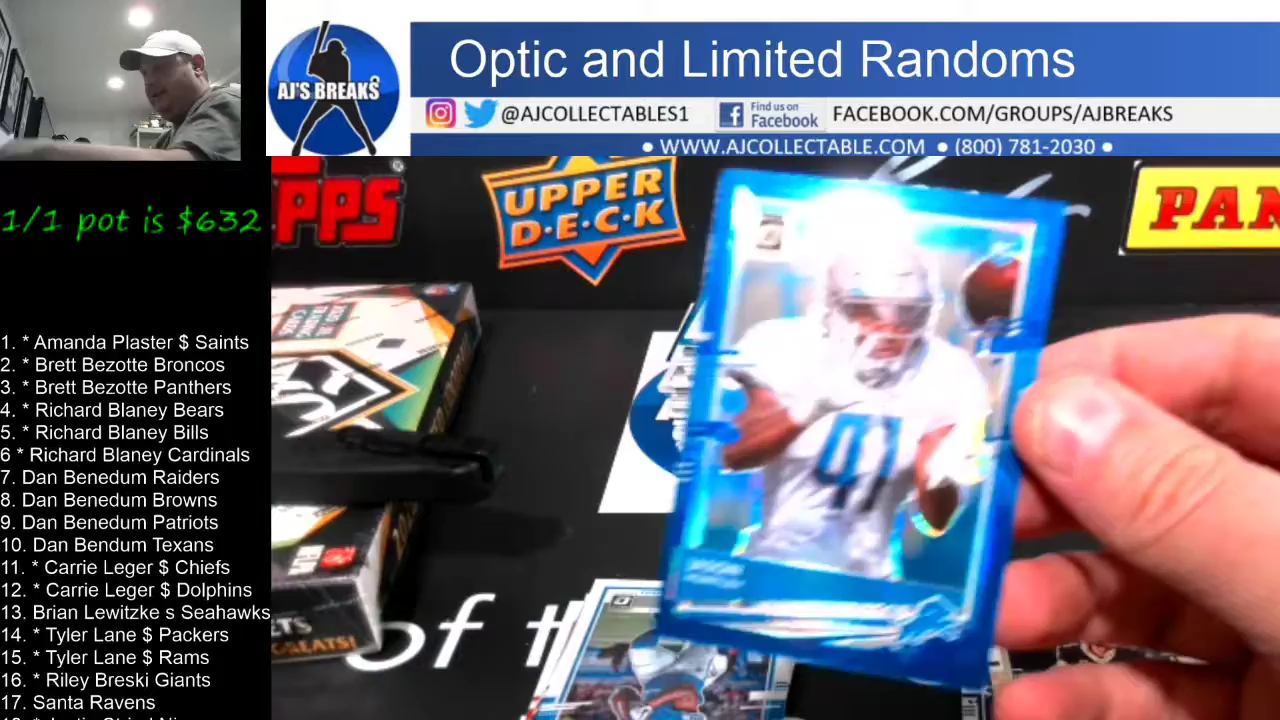 Optic and Limited Randoms
AJ'S BREAKS
@AJCOLLECTABLES1
Find us on
Facebook
FACEBOOK.COM/GROUPS/AJBREAKS
• WWW.AJCOLLECTABLE.COM • (800) 781-2030 •
1/1 pot is $632
PPS
UPPER
D·E·C·K
PAN
41
of t
1. * Amanda Plaster $ Saints
2. * Brett Bezotte Broncos
3. * Brett Bezotte Panthers
4. * Richard Blaney Bears
5. * Richard Blaney Bills
6 * Richard Blaney Cardinals
7. Dan Benedum Raiders
8. Dan Benedum Browns
9. Dan Benedum Patriots
10. Dan Bendum Texans
11. * Carrie Leger $ Chiefs
12. * Carrie Leger $ Dolphins
13. Brian Lewitzke s Seahawks
14. * Tyler Lane $ Packers
15. * Tyler Lane $ Rams
16. * Riley Breski Giants
17. Santa Ravens